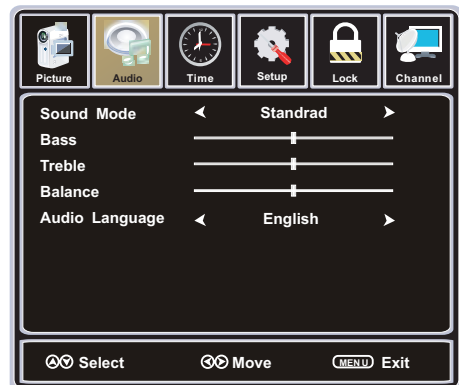 Picture Audio Time Setup Lock Channel
Sound Mode Standrad
Bass
Treble
Balance
Audio Language English
Select Move MENU Exit